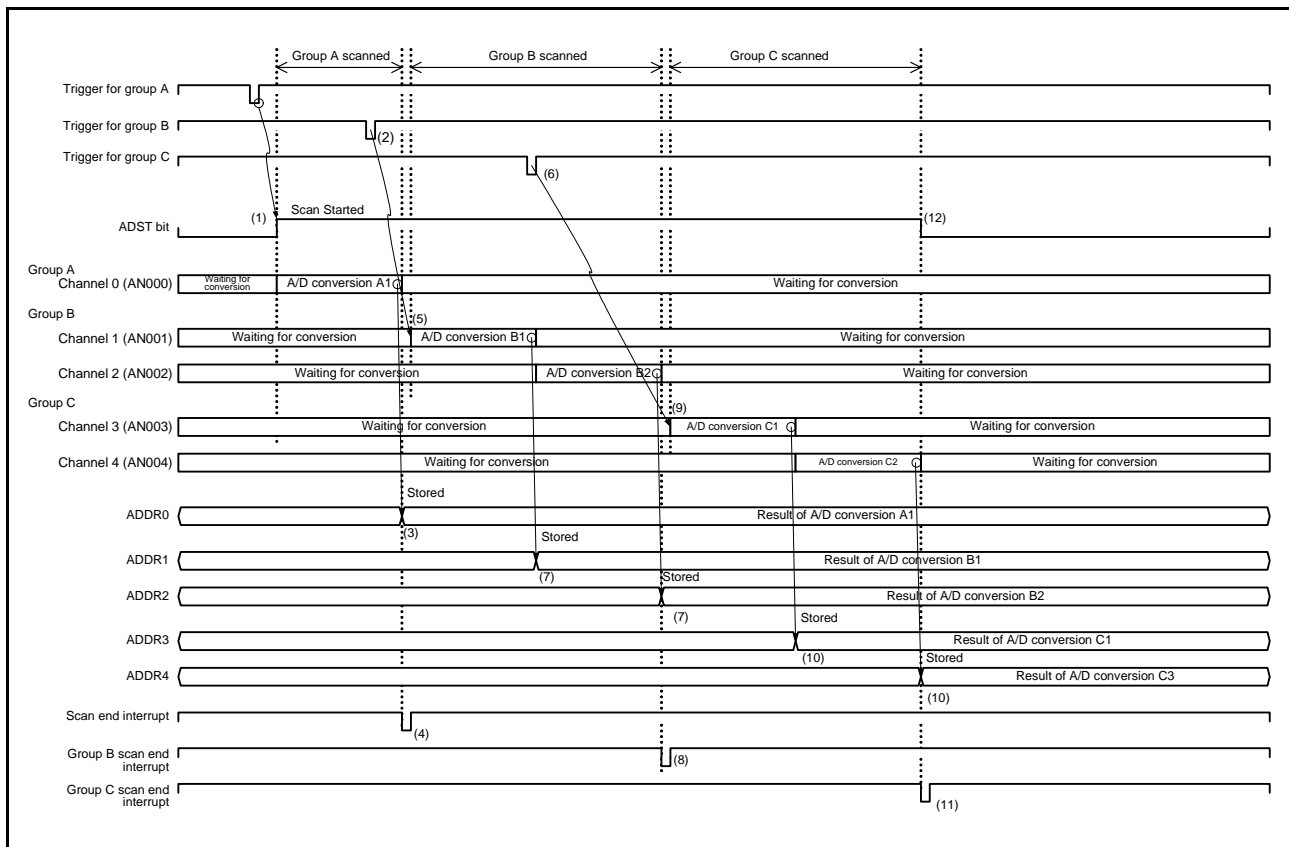 Group A scanned Group B scanned Group C scanned
Trigger for group A
Trigger for group B (2)
Trigger for group C (6)
(1) Scan Started (12)
ADST bit
Group A
Channel 0 (AN000) Waiting for conversion A/D conversion A1 Waiting for conversion
Group B (5)
Channel 1 (AN001) Waiting for conversion A/D conversion B1 Waiting for conversion
Channel 2 (AN002) Waiting for conversion A/D conversion B2 Waiting for conversion
Group C (9)
Channel 3 (AN003) Waiting for conversion A/D conversion C1 Waiting for conversion
Channel 4 (AN004) Waiting for conversion A/D conversion C2 Waiting for conversion
Stored
ADDR0 Result of A/D conversion A1
(3) Stored
ADDR1 Result of A/D conversion B1
(7) Stored
ADDR2 Result of A/D conversion B2
(7) Stored
ADDR3 Result of A/D conversion C1
(10) Stored
ADDR4 Result of A/D conversion C3
(10)
Scan end interrupt (4)
Group B scan end (8)
interrupt
Group C scan end
interrupt (11)